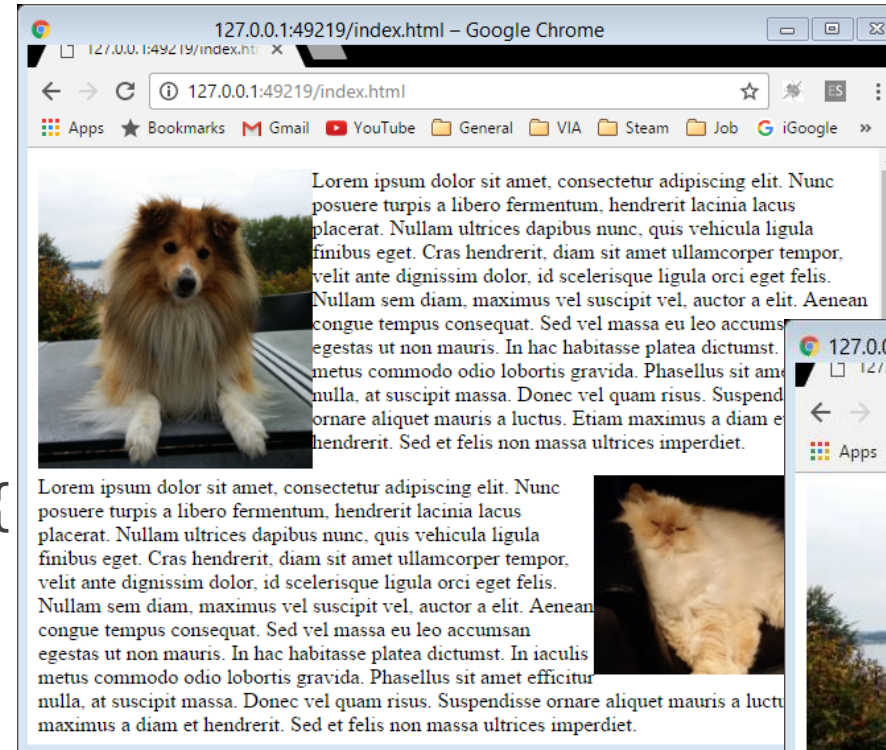 127.0.0.1:49219/index.html – Google Chrome
127.0.0.1:49219/index.ht
127.0.0.1:49219/index.html
ES
Apps Bookmarks Gmail YouTube General VIA Steam Job iGoogle »
Lorem ipsum dolor sit amet, consectetur adipiscing elit. Nunc
posuere turpis a libero fermentum, hendrerit lacinia lacus
placerat. Nullam ultrices dapibus nunc, quis vehicula ligula
finibus eget. Cras hendrerit, diam sit amet ullamcorper tempor,
velit ante dignissim dolor, id scelerisque ligula orci eget felis.
Nullam sem diam, maximus vel suscipit vel, auctor a elit. Aenean
congue tempus consequat. Sed vel massa eu leo accums
egestas ut non mauris. In hac habitasse platea dictumst.
metus commodo odio lobortis gravida. Phasellus sit ame
nulla, at suscipit massa. Donec vel quam risus. Suspend
ornare aliquet mauris a luctus. Etiam maximus a diam e
hendrerit. Sed et felis non massa ultrices imperdiet.
Lorem ipsum dolor sit amet, consectetur adipiscing elit. Nunc
posuere turpis a libero fermentum, hendrerit lacinia lacus
placerat. Nullam ultrices dapibus nunc, quis vehicula ligula
finibus eget. Cras hendrerit, diam sit amet ullamcorper tempor,
velit ante dignissim dolor, id scelerisque ligula orci eget felis.
Nullam sem diam, maximus vel suscipit vel, auctor a elit. Aenean
congue tempus consequat. Sed vel massa eu leo accumsan
egestas ut non mauris. In hac habitasse platea dictumst. In iaculis
metus commodo odio lobortis gravida. Phasellus sit amet efficitur
nulla, at suscipit massa. Donec vel quam risus. Suspendisse ornare aliquet mauris a luctu
maximus a diam et hendrerit. Sed et felis non massa ultrices imperdiet.
127.0.
127
Apps